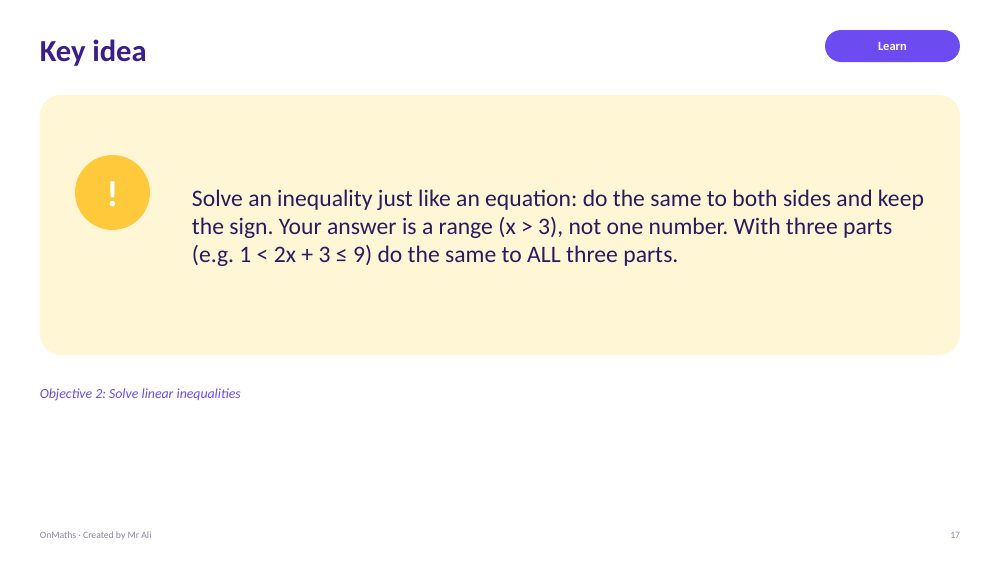 Key idea
Learn
!
Solve an inequality just like an equation: do the same to both sides and keep
the sign. Your answer is a range (x > 3), not one number. With three parts
(e.g. 1 < 2x + 3 ≤ 9) do the same to ALL three parts.
Objective 2: Solve linear inequalities
OnMaths · Created by Mr Ali
17